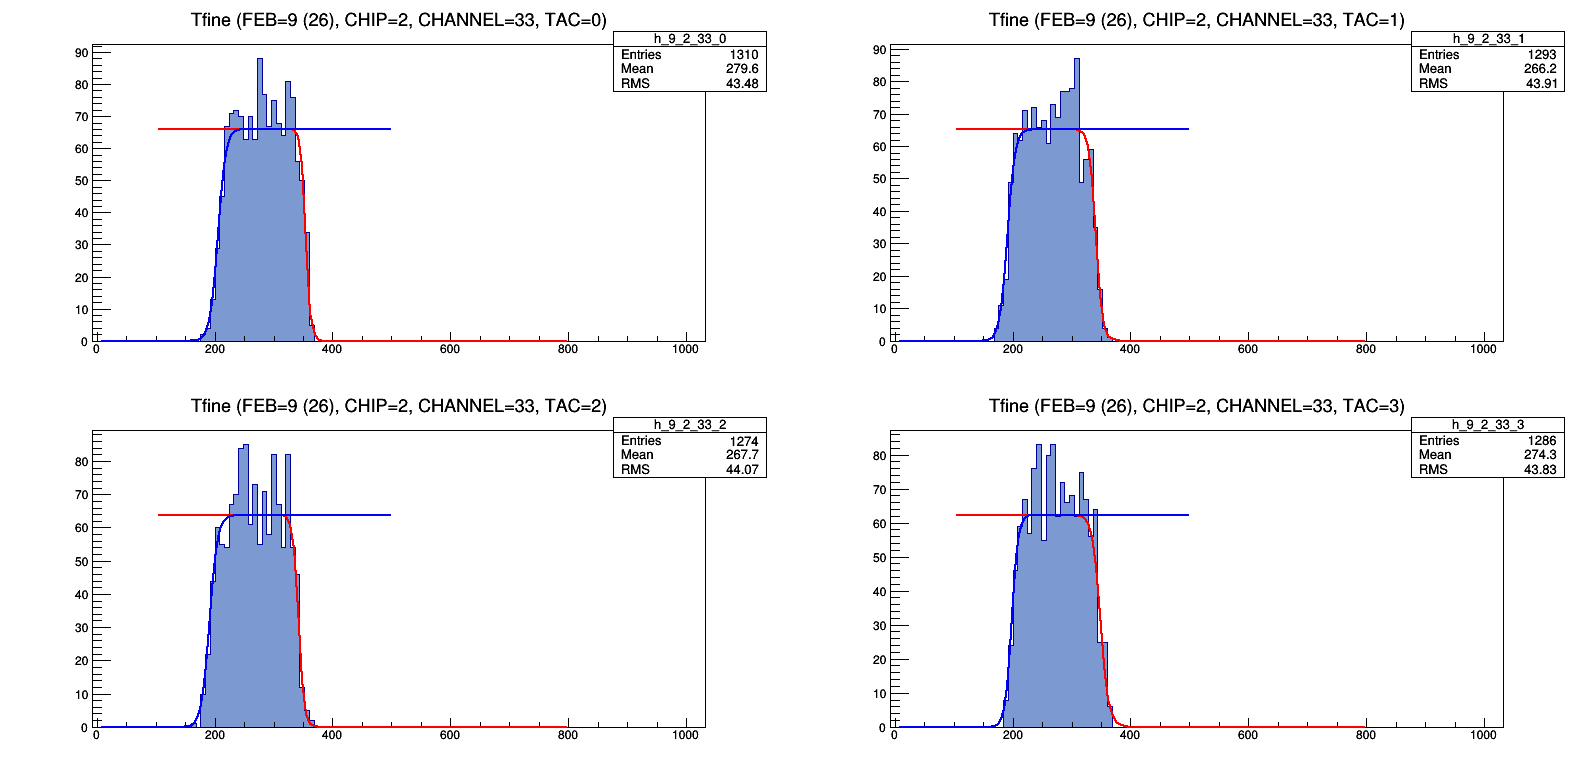 Tfine (FEB=9 (26), CHIP=2, CHANNEL=33, TAC=0)
h_9_2_33_0
Entries 1310
Mean 279.6
RMS 43.48
90
80
70
60
50
40
30
20
10
0
0 200 400 600 800 1000
Tfine (FEB=9 (26), CHIP=2, CHANNEL=33, TAC=1)
h_9_2_33_1
Entries 1293
Mean 266.2
RMS 43.91
90
80
70
60
50
40
30
20
10
0
0 200 400 600 800 1000
Tfine (FEB=9 (26), CHIP=2, CHANNEL=33, TAC=2)
h_9_2_33_2
Entries 1274
Mean 267.7
RMS 44.07
80
70
60
50
40
30
20
10
0
0 200 400 600 800 1000
Tfine (FEB=9 (26), CHIP=2, CHANNEL=33, TAC=3)
h_9_2_33_3
Entries 1286
Mean 274.3
RMS 43.83
80
70
60
50
40
30
20
10
0
0 200 400 600 800 1000